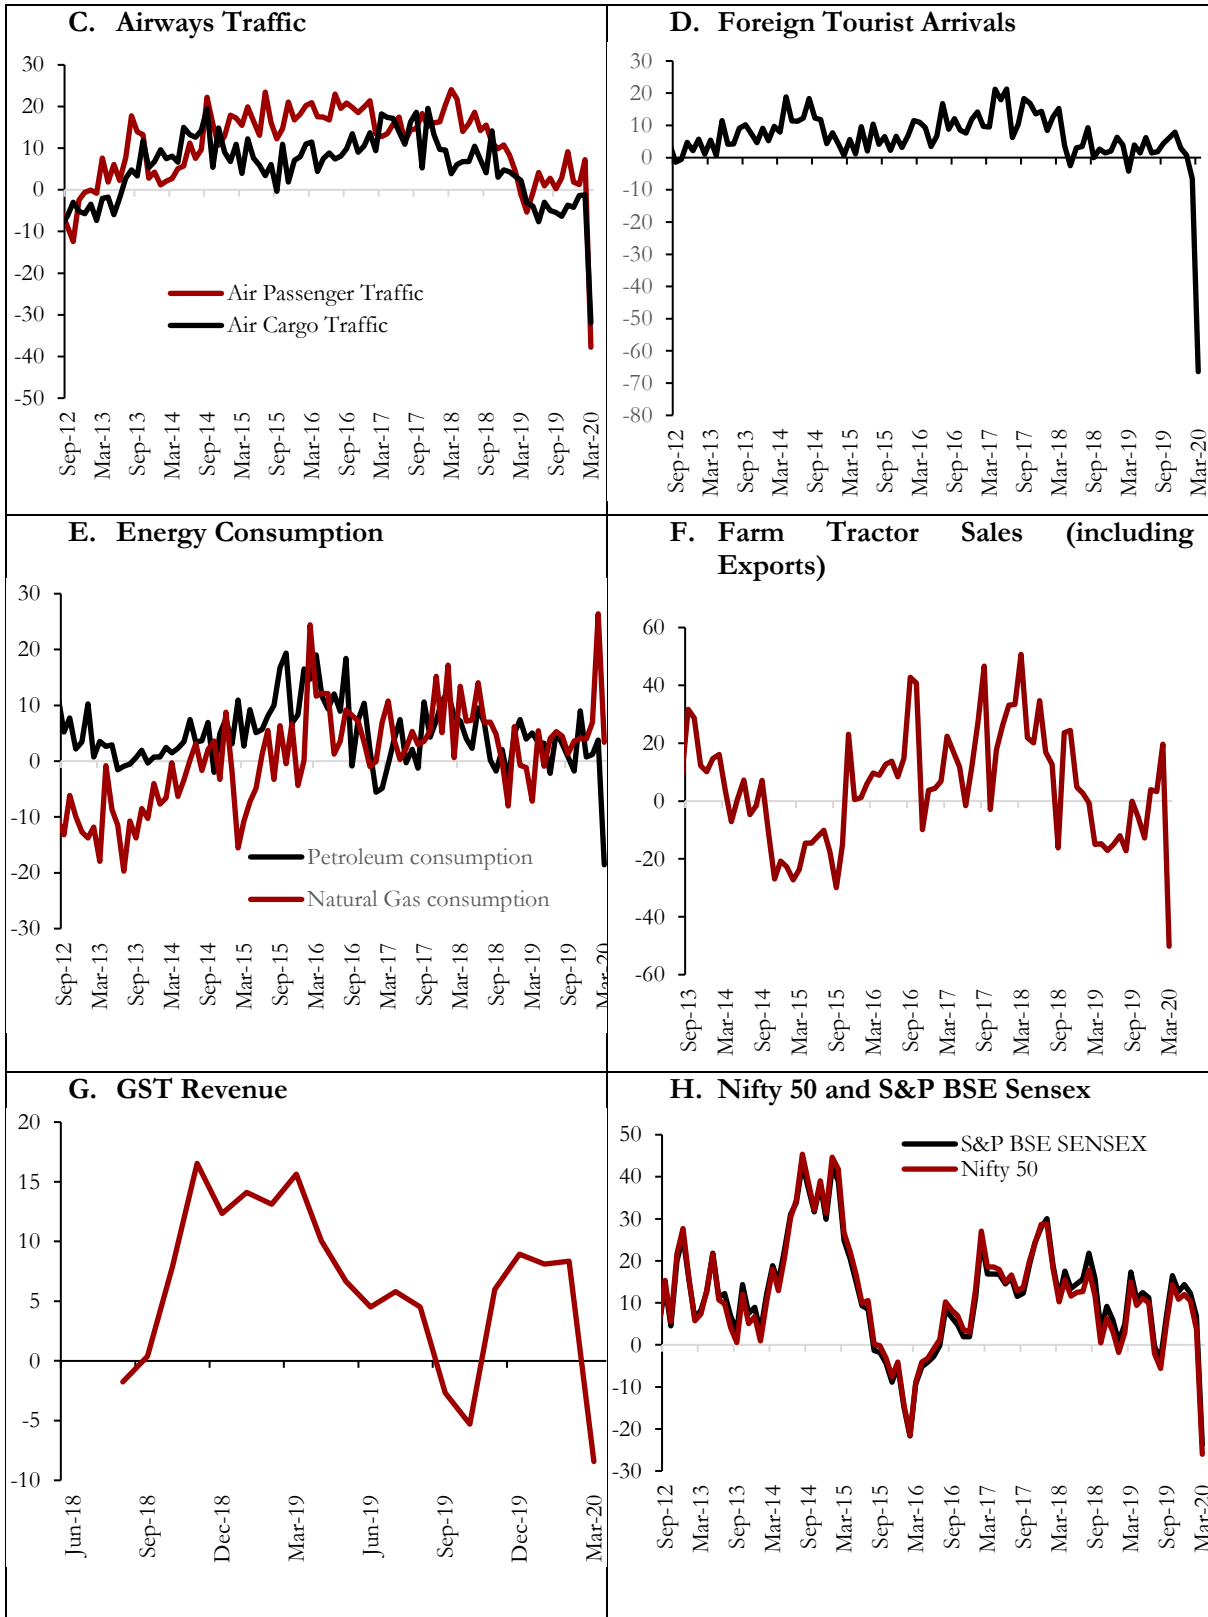 C. Airways Traffic
30
20
10
0
-10
-20
-30
-40
-50
Air Passenger Traffic
Air Cargo Traffic
Sep-12
Mar-13
Sep-13
Mar-14
Sep-14
Mar-15
Sep-15
Mar-16
Sep-16
Mar-17
Sep-17
Mar-18
Sep-18
Mar-19
Sep-19
Mar-20
D. Foreign Tourist Arrivals
30
20
10
0
-10
-20
-30
-40
-50
-60
-70
-80
Sep-12
Mar-13
Sep-13
Mar-14
Sep-14
Mar-15
Sep-15
Mar-16
Sep-16
Mar-17
Sep-17
Mar-18
Sep-18
Mar-19
Sep-19
Mar-20
E. Energy Consumption
30
20
10
0
-10
-20
-30
Petroleum consumption
Natural Gas consumption
Sep-12
Mar-13
Sep-13
Mar-14
Sep-14
Mar-15
Sep-15
Mar-16
Sep-16
Mar-17
Sep-17
Mar-18
Sep-18
Mar-19
Sep-19
Mar-20
F. Farm Tractor Sales (including
Exports)
60
40
20
0
-20
-40
-60
Sep-13
Mar-14
Sep-14
Mar-15
Sep-15
Mar-16
Sep-16
Mar-17
Sep-17
Mar-18
Sep-18
Mar-19
Sep-19
Mar-20
G. GST Revenue
20
15
10
5
0
-5
-10
Jun-18
Sep-18
Dec-18
Mar-19
Jun-19
Sep-19
Dec-19
Mar-20
H. Nifty 50 and S&P BSE Sensex
50
40
30
20
10
0
-10
-20
-30
S&P BSE SENSEX
Nifty 50
Sep-12
Mar-13
Sep-13
Mar-14
Sep-14
Mar-15
Sep-15
Mar-16
Sep-16
Mar-17
Sep-17
Mar-18
Sep-18
Mar-19
Sep-19
Mar-20